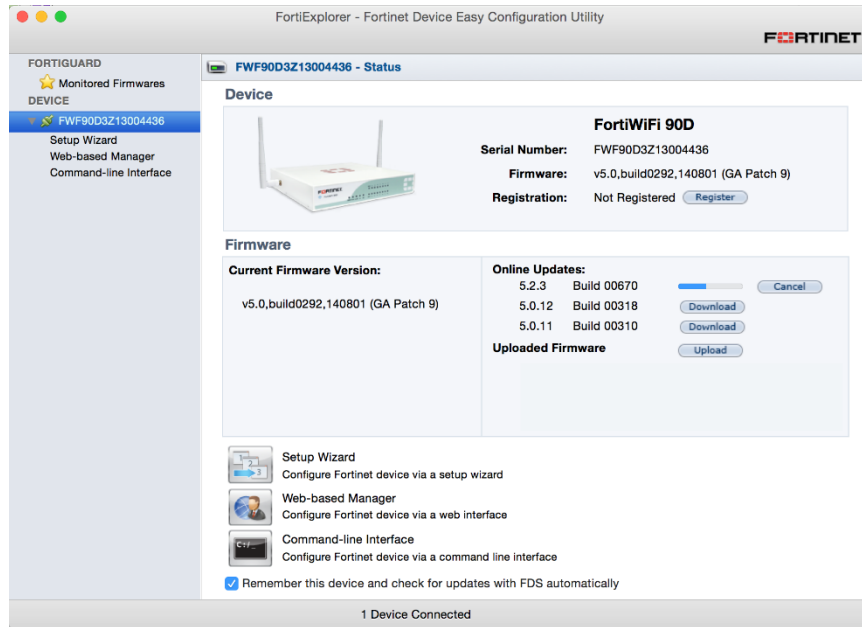 FortiExplorer - Fortinet Device Easy Configuration Utility
FORTINET
FORTIGUARD
Monitored Firmwares
DEVICE
FWF90D3Z13004436
Setup Wizard
Web-based Manager
Command-line Interface
FWF90D3Z13004436 - Status
Device
FortiWiFi 90D
Serial Number: FWF90D3Z13004436
Firmware: v5.0,build0292,140801 (GA Patch 9)
Registration: Not Registered Register
FORTINET
Firmware
Current Firmware Version:
v5.0,build0292,140801 (GA Patch 9)
Online Updates:
5.2.3 Build 00670 Cancel
5.0.12 Build 00318 Download
5.0.11 Build 00310 Download
Uploaded Firmware Upload
1 2 3
Setup Wizard
Configure Fortinet device via a setup wizard
Web-based Manager
Configure Fortinet device via a web interface
C:/_
Command-line Interface
Configure Fortinet device via a command line interface
Remember this device and check for updates with FDS automatically
1 Device Connected